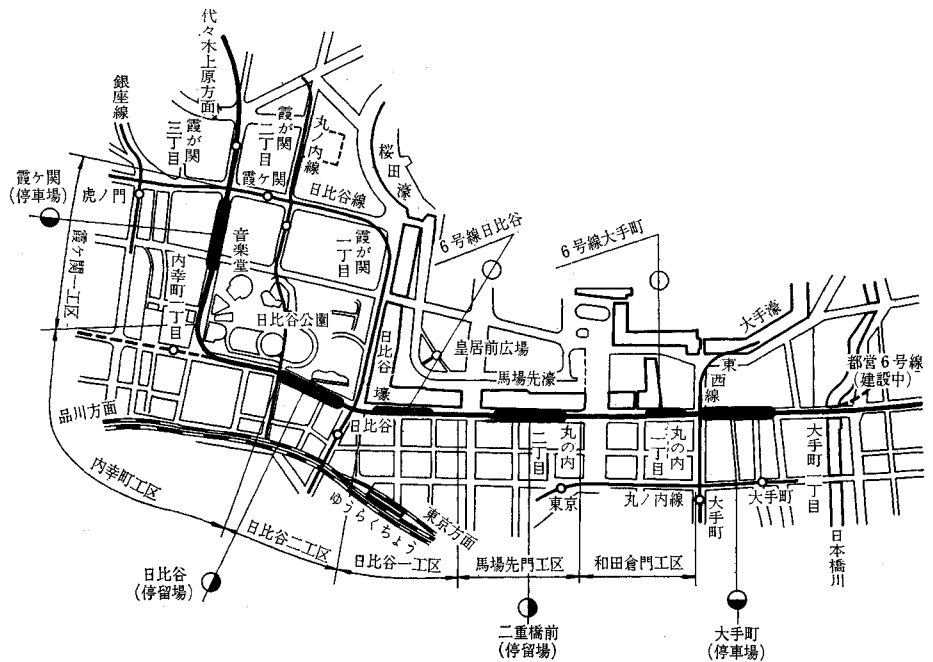 代々木上原方面
銀座線
霞が関三丁目
霞が関二丁目
丸ノ内線
桜田濠
霞ケ関
(停車場)
虎ノ門
霞ケ関
日比谷線
霞が関一丁目
6号線日比谷
6号線大手町
霞ケ関一工区
音楽堂
内幸町一丁目
日比谷公園
日比谷濠
皇居前広場
馬場先濠
大手濠
東西線
都営6号線
(建設中)
品川方面
日比谷
丸の内二丁目
丸の内一丁目
大手町一丁目
内幸町工区
東京
丸ノ内線
大手町
大手町
東京方面
ゆうらくちょう
日本橋川
日比谷二工区
日比谷一工区
馬場先門工区
和田倉門工区
日比谷
(停留場)
二重橋前
(停留場)
大手町
(停車場)